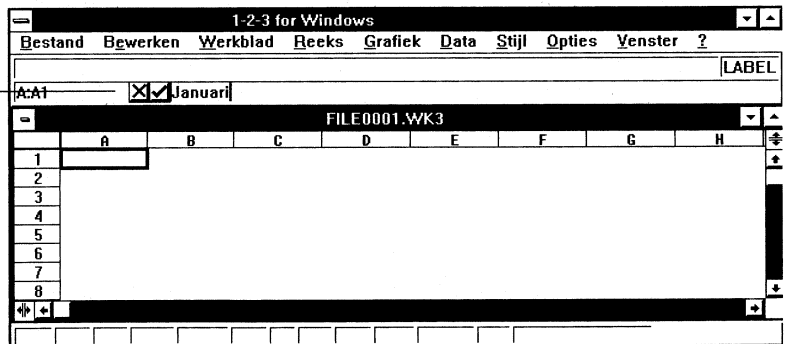 1-2-3 for Windows
Bestand Bewerken Werkblad Reeks Grafiek Data Stijl Opties Venster ?
LABEL
A:A1 Januari
FILE0001.WK3
A B C D E F G H
1
2
3
4
5
6
7
8